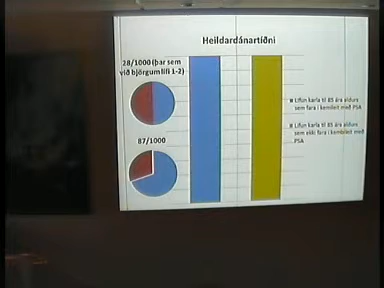 Heildardánartíðni
28/1000 (þar sem
við björgum lífi 1-2)
87/1000
Lifun karla til 85 ára aldurs
sem fara í kembileit með PSA
Lifun karla til 85 ára aldurs
sem ekki fara í kembileit með
PSA